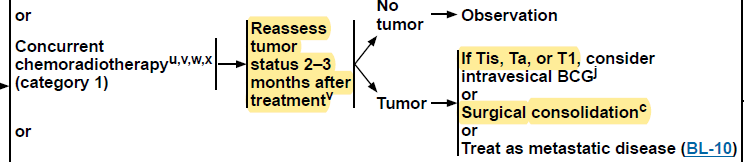 or
Concurrent
chemoradiotherapyu,v,w,x
(category 1)
or
Reassess
tumor
status 2–3
months after
treatmentv
No
tumor
Observation
Tumor
If Tis, Ta, or T1, consider
intravesical BCGj
or
Surgical consolidationc
or
Treat as metastatic disease (BL-10)